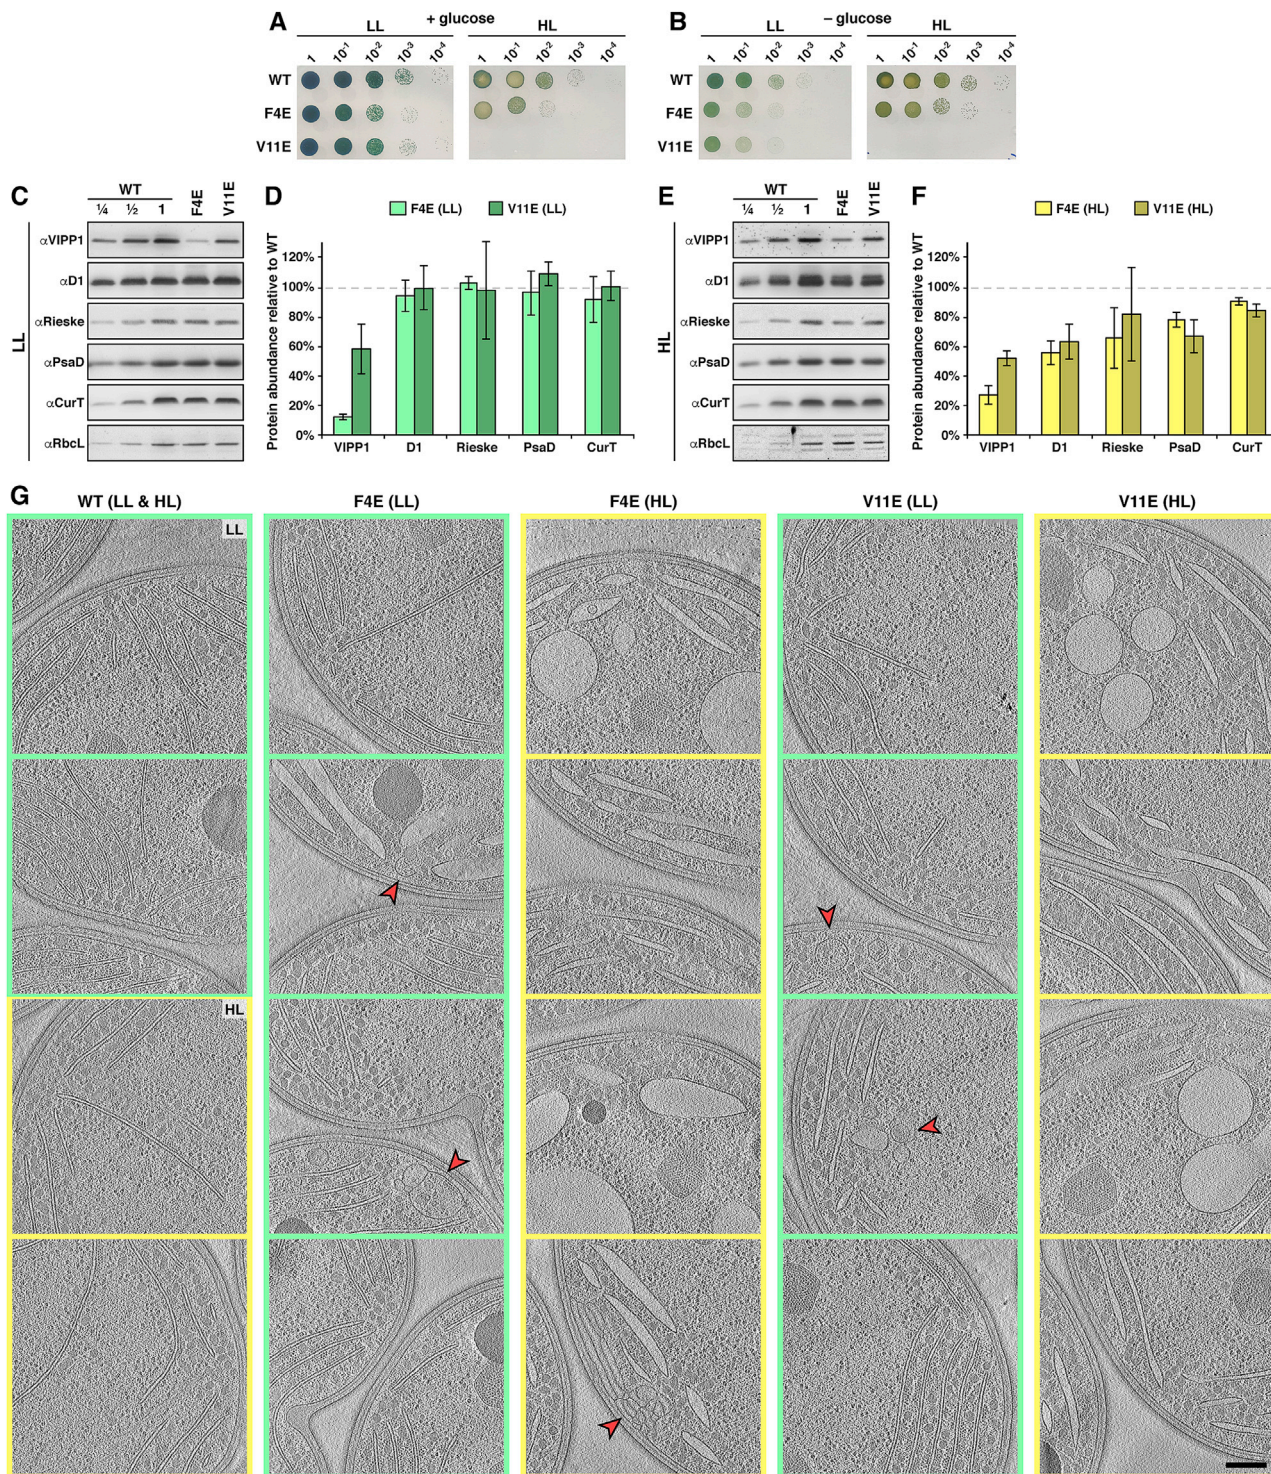 A
+ glucose
LL
HL
1 10⁻¹ 10⁻² 10⁻³ 10⁻⁴
1 10⁻¹ 10⁻² 10⁻³ 10⁻⁴
WT
F4E
V11E
B
– glucose
LL
HL
1 10⁻¹ 10⁻² 10⁻³ 10⁻⁴
1 10⁻¹ 10⁻² 10⁻³ 10⁻⁴
WT
F4E
V11E
C
WT
¼ ½ 1 F4E V11E
LL
αVIPP1
αD1
αRieske
αPsaD
αCurT
αRbcL
D
F4E (LL) V11E (LL)
Protein abundance relative to WT
120%
100%
80%
60%
40%
20%
0%
VIPP1 D1 Rieske PsaD CurT
E
WT
¼ ½ 1 F4E V11E
HL
αVIPP1
αD1
αRieske
αPsaD
αCurT
αRbcL
F
F4E (HL) V11E (HL)
Protein abundance relative to WT
120%
100%
80%
60%
40%
20%
0%
VIPP1 D1 Rieske PsaD CurT
G
WT (LL & HL) F4E (LL) F4E (HL) V11E (LL) V11E (HL)
LL
HL